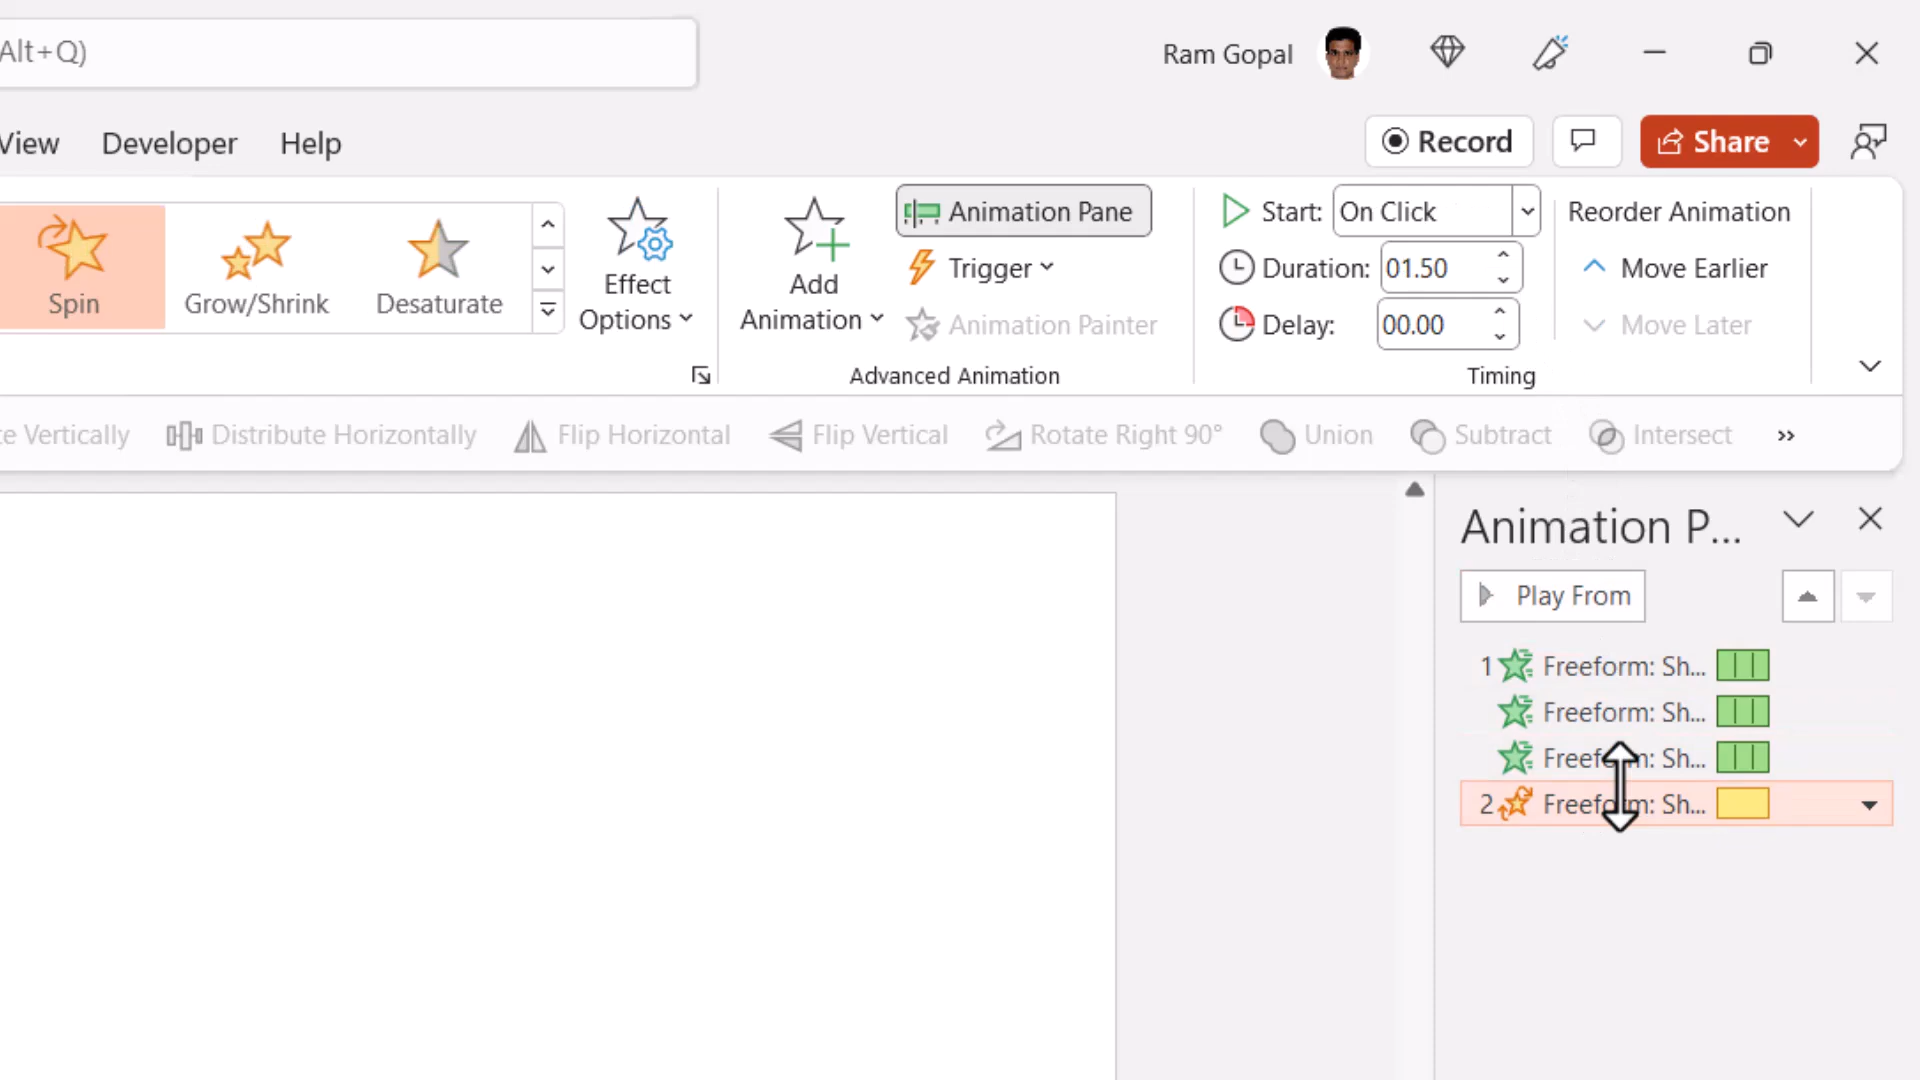 Alt+Q)
Ram Gopal
View Developer Help
Record
Share
Spin
Grow/Shrink
Desaturate
Effect
Options
Add
Animation
Animation Pane
Trigger
Animation Painter
Advanced Animation
Start: On Click
Duration: 01.50
Delay: 00.00
Reorder Animation
Move Earlier
Move Later
Timing
te Vertically Distribute Horizontally Flip Horizontal Flip Vertical Rotate Right 90° Union Subtract Intersect
Animation P...
Play From
1 Freeform: Sh...
Freeform: Sh...
Freeform: Sh...
2 Freeform: Sh...